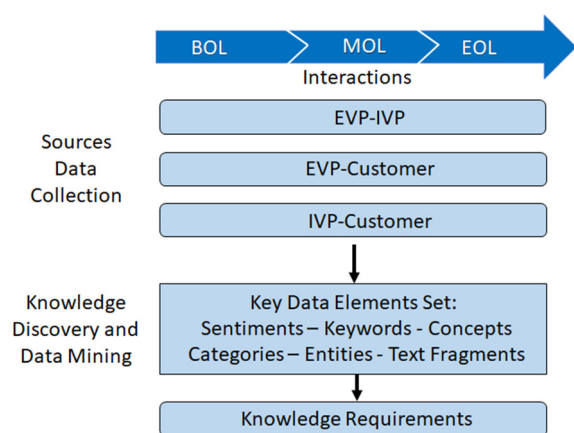 BOL MOL EOL
Interactions
EVP-IVP
Sources
Data
Collection
EVP-Customer
IVP-Customer
Knowledge
Discovery and
Data Mining
Key Data Elements Set:
Sentiments – Keywords - Concepts
Categories – Entities - Text Fragments
Knowledge Requirements